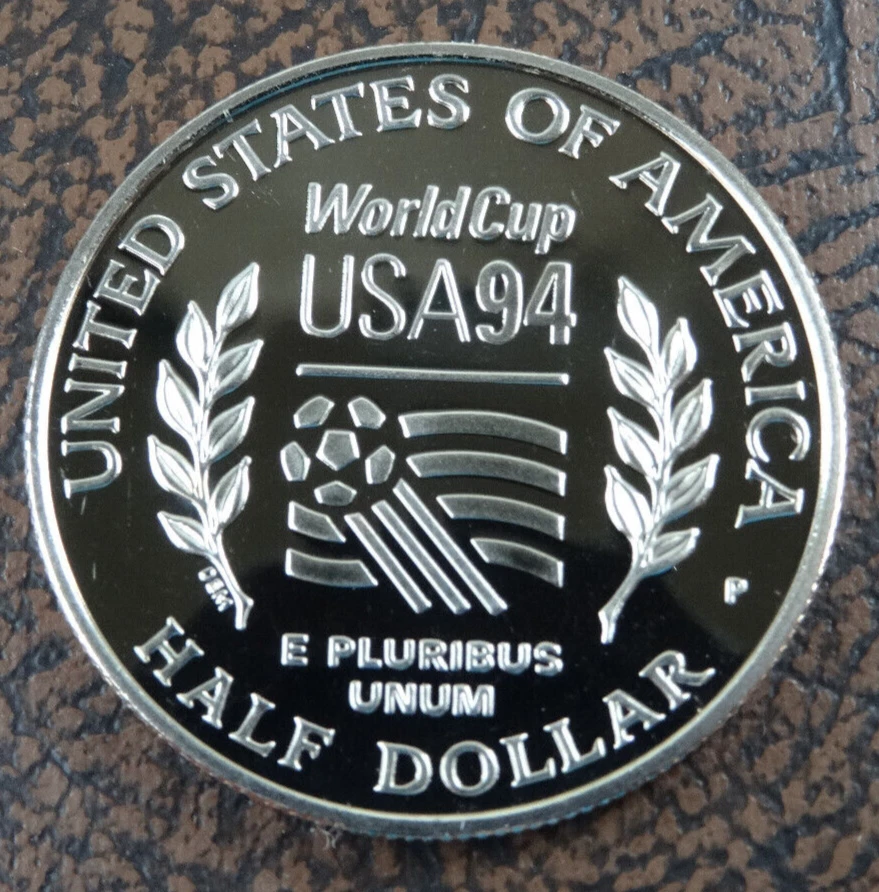 UNITED STATES OF AMERICA
WorldCup
USA94
P
E PLURIBUS
UNUM
HALF DOLLAR